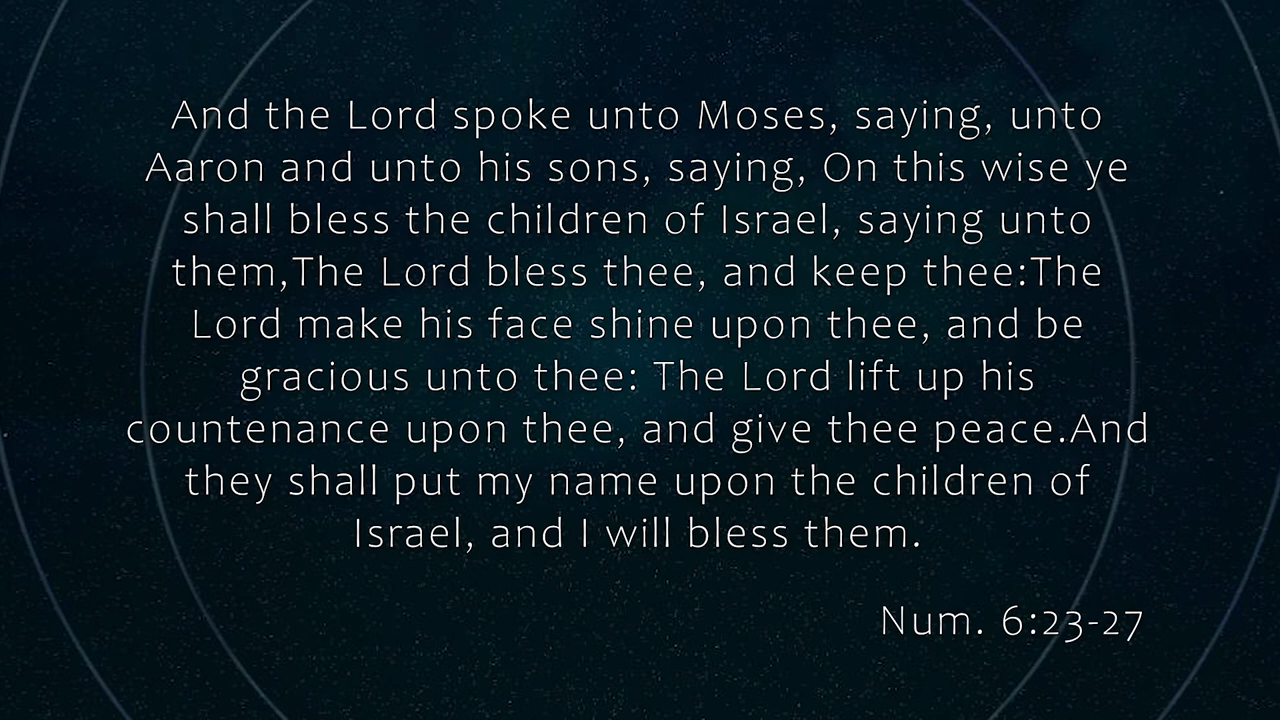 And the Lord spoke unto Moses, saying, unto
Aaron and unto his sons, saying, On this wise ye
shall bless the children of Israel, saying unto
them,The Lord bless thee, and keep thee:The
Lord make his face shine upon thee, and be
gracious unto thee: The Lord lift up his
countenance upon thee, and give thee peace.And
they shall put my name upon the children of
Israel, and I will bless them.
Num. 6:23-27